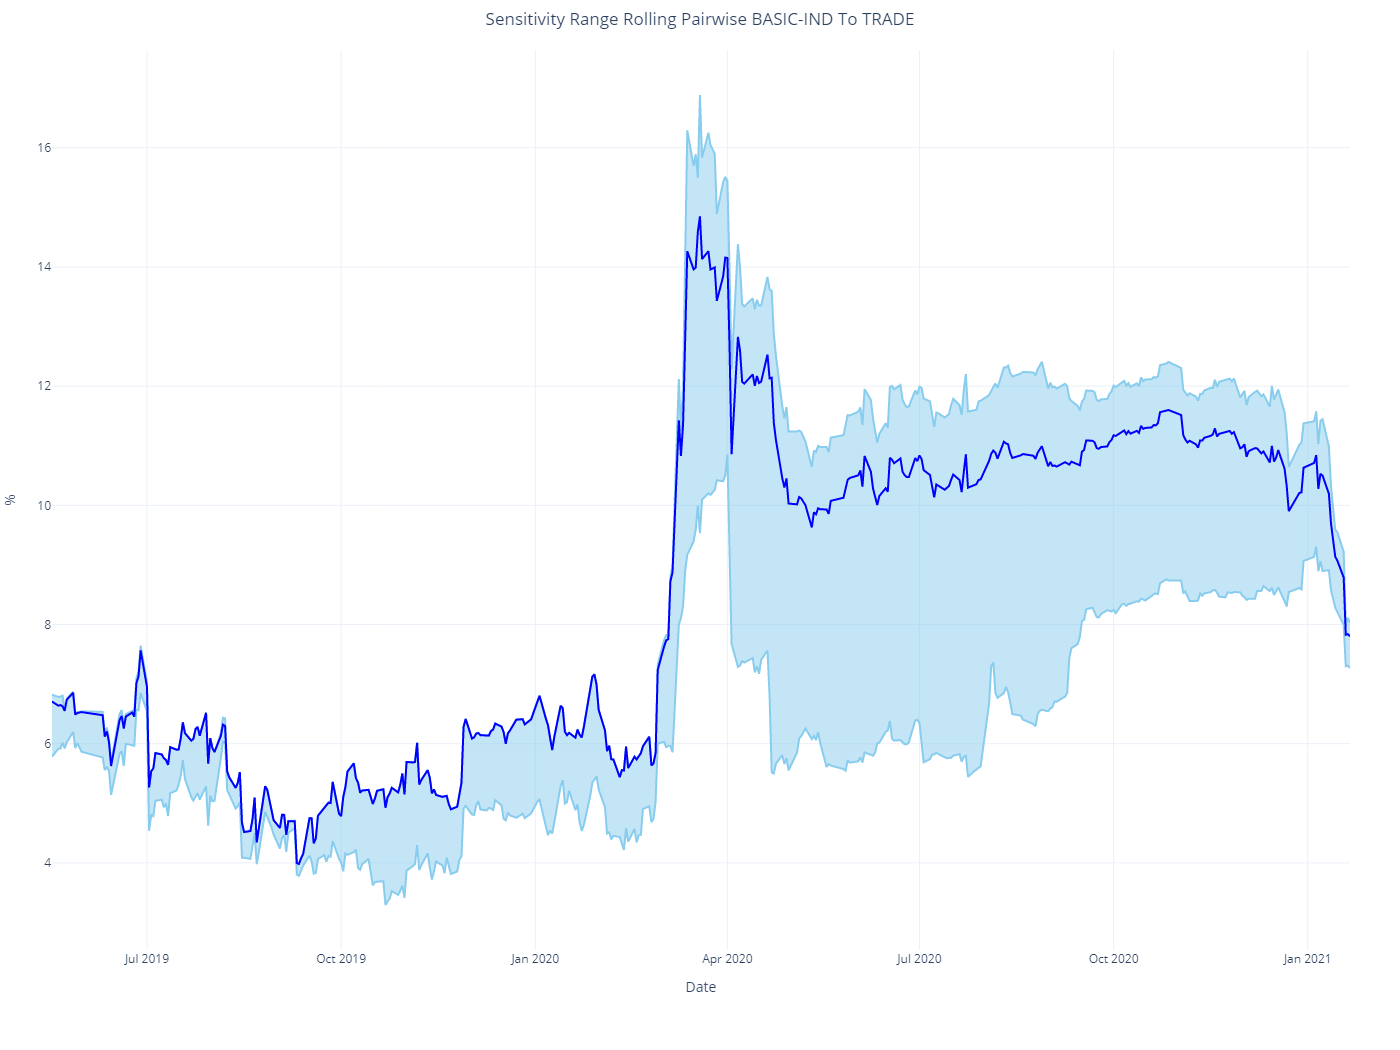 Sensitivity Range Rolling Pairwise BASIC-IND To TRADE
16
14
12
10
8
6
4
%
Jul 2019
Oct 2019
Jan 2020
Apr 2020
Jul 2020
Oct 2020
Jan 2021
Date